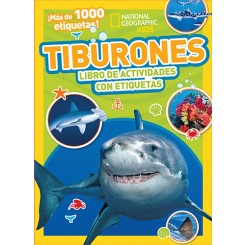 ¡Más de 1000
etiquetas!
NATIONAL
GEOGRAPHIC
KiDS
TIBURONES
LIBRO DE ACTIVIDADES
CON ETIQUETAS